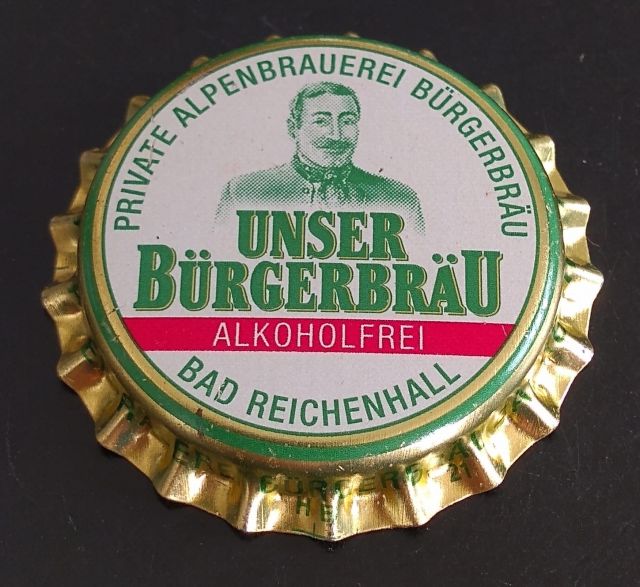 PRIVATE ALPENBRAUEREI BÜRGERBRÄU
UNSER
BÜRGERBRÄU
ALKOHOLFREI
BAD REICHENHALL